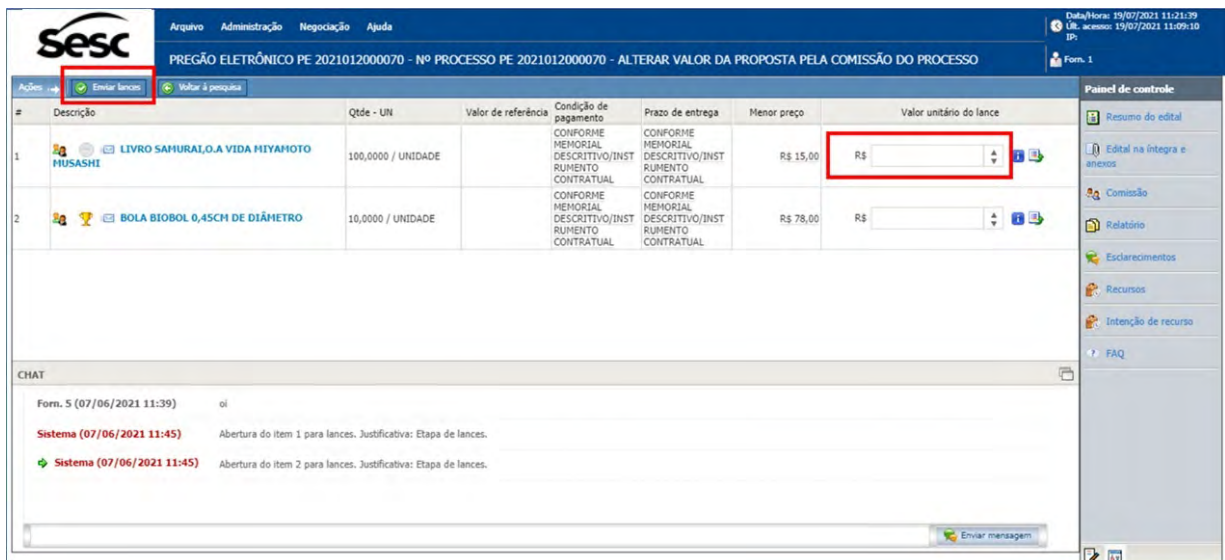 Sesc
Arquivo Administração Negociação Ajuda
Data/Hora: 19/07/2021 11:21:39
Últ. acesso: 19/07/2021 11:09:10
IP:
PREGÃO ELETRÔNICO PE 2021012000070 - Nº PROCESSO PE 2021012000070 - ALTERAR VALOR DA PROPOSTA PELA COMISSÃO DO PROCESSO
Forn. 1
Ações Enviar lances Voltar à pesquisa
Painel de controle
# Descrição Qtde - UN Valor de referência Condição de pagamento Prazo de entrega Menor preço Valor unitário do lance
1 LIVRO SAMURAI,O.A VIDA MIYAMOTO
MUSASHI
100,0000 / UNIDADE
CONFORME
MEMORIAL
DESCRITIVO/INST
RUMENTO
CONTRATUAL
CONFORME
MEMORIAL
DESCRITIVO/INST
RUMENTO
CONTRATUAL
R$ 15,00 R$
2 BOLA BIOBOL 0,45CM DE DIÂMETRO
10,0000 / UNIDADE
CONFORME
MEMORIAL
DESCRITIVO/INST
RUMENTO
CONTRATUAL
CONFORME
MEMORIAL
DESCRITIVO/INST
RUMENTO
CONTRATUAL
R$ 78,00 R$
Resumo do edital
Edital na íntegra e
anexos
Comissão
Relatório
Esclarecimentos
Recursos
Intenção de recurso
FAQ
CHAT
Forn. 5 (07/06/2021 11:39) oi
Sistema (07/06/2021 11:45) Abertura do item 1 para lances. Justificativa: Etapa de lances.
Sistema (07/06/2021 11:45) Abertura do item 2 para lances. Justificativa: Etapa de lances.
Enviar mensagem